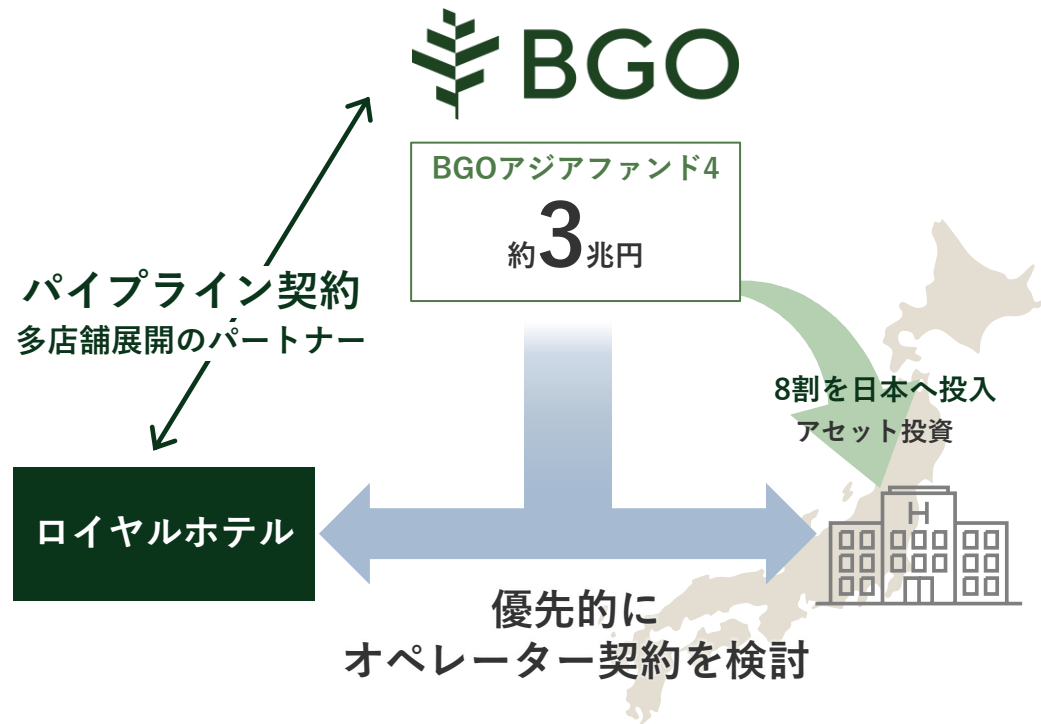 BGO
BGOアジアファンド4
約3兆円
パイプライン契約
多店舗展開のパートナー
8割を日本へ投入
アセット投資
ロイヤルホテル
H
優先的に
オペレーター契約を検討